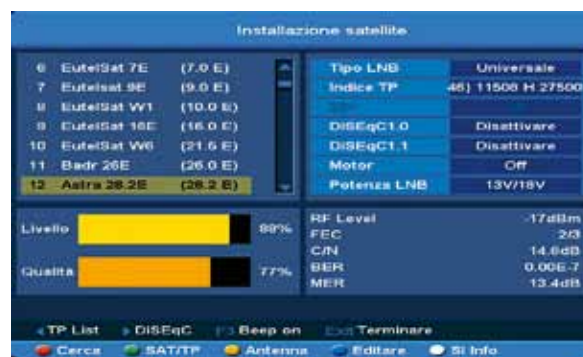 Installazione satellite
6 EutelSat 7E (7.0 E)
7 Eutelsat 9E (9.0 E)
8 EutelSat W1 (10.0 E)
9 EutelSat 16E (16.0 E)
10 EutelSat W6 (21.6 E)
11 Badr 26E (26.0 E)
12 Astra 28.2E (28.2 E)
Tipo LNB Universale
Indice TP 46) 11508 H 27500
DiSEqC1.0 Disattivare
DiSEqC1.1 Disattivare
Motor Off
Potenza LNB 13V/18V
Livello 88%
Qualità 77%
RF Level -17dBm
FEC 2/3
C/N 14.0dB
BER 0.00E-7
MER 13.4dB
TP List DiSEqC Beep on Exit Terminare
Cerca SAT/TP Antenna Editare Si Info